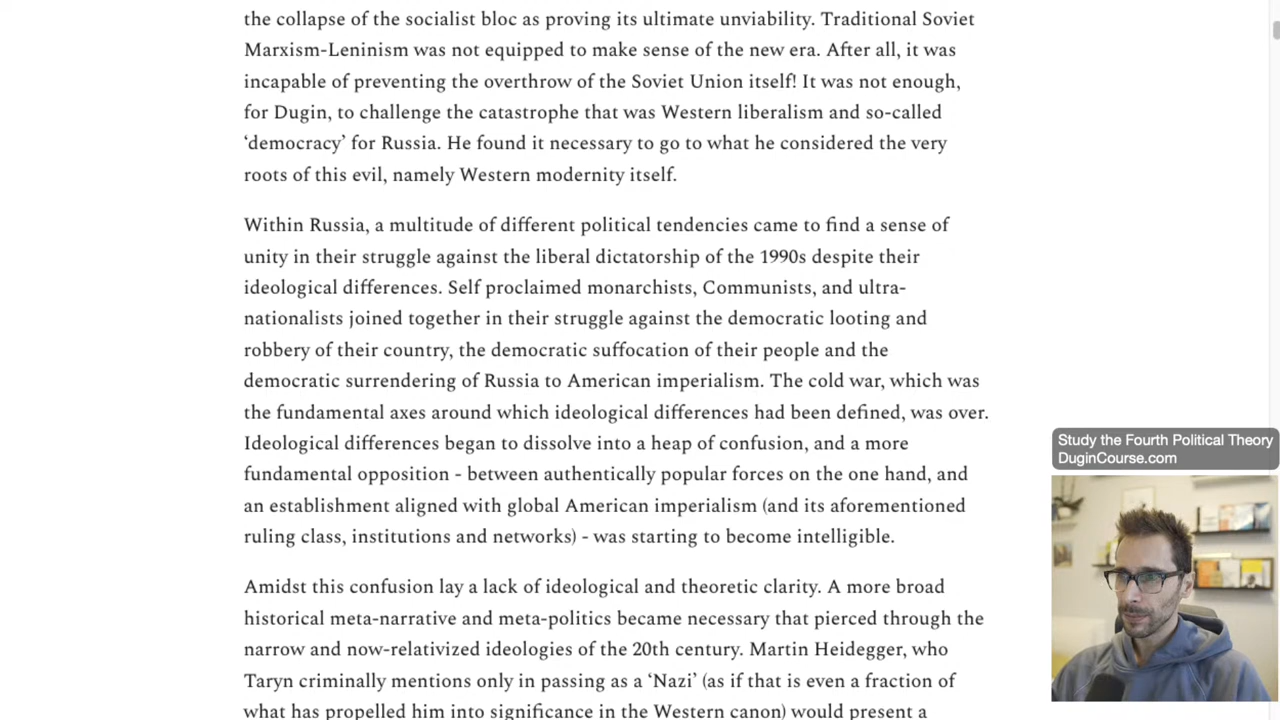 the collapse of the socialist bloc as proving its ultimate unviability. Traditional Soviet
Marxism-Leninism was not equipped to make sense of the new era. After all, it was
incapable of preventing the overthrow of the Soviet Union itself! It was not enough,
for Dugin, to challenge the catastrophe that was Western liberalism and so-called
‘democracy’ for Russia. He found it necessary to go to what he considered the very
roots of this evil, namely Western modernity itself.
Within Russia, a multitude of different political tendencies came to find a sense of
unity in their struggle against the liberal dictatorship of the 1990s despite their
ideological differences. Self proclaimed monarchists, Communists, and ultra-
nationalists joined together in their struggle against the democratic looting and
robbery of their country, the democratic suffocation of their people and the
democratic surrendering of Russia to American imperialism. The cold war, which was
the fundamental axes around which ideological differences had been defined, was over.
Ideological differences began to dissolve into a heap of confusion, and a more
fundamental opposition - between authentically popular forces on the one hand, and
an establishment aligned with global American imperialism (and its aforementioned
ruling class, institutions and networks) - was starting to become intelligible.
Amidst this confusion lay a lack of ideological and theoretic clarity. A more broad
historical meta-narrative and meta-politics became necessary that pierced through the
narrow and now-relativized ideologies of the 20th century. Martin Heidegger, who
Taryn criminally mentions only in passing as a ‘Nazi’ (as if that is even a fraction of
what has propelled him into significance in the Western canon) would present a
Study the Fourth Political Theory
DuginCourse.com